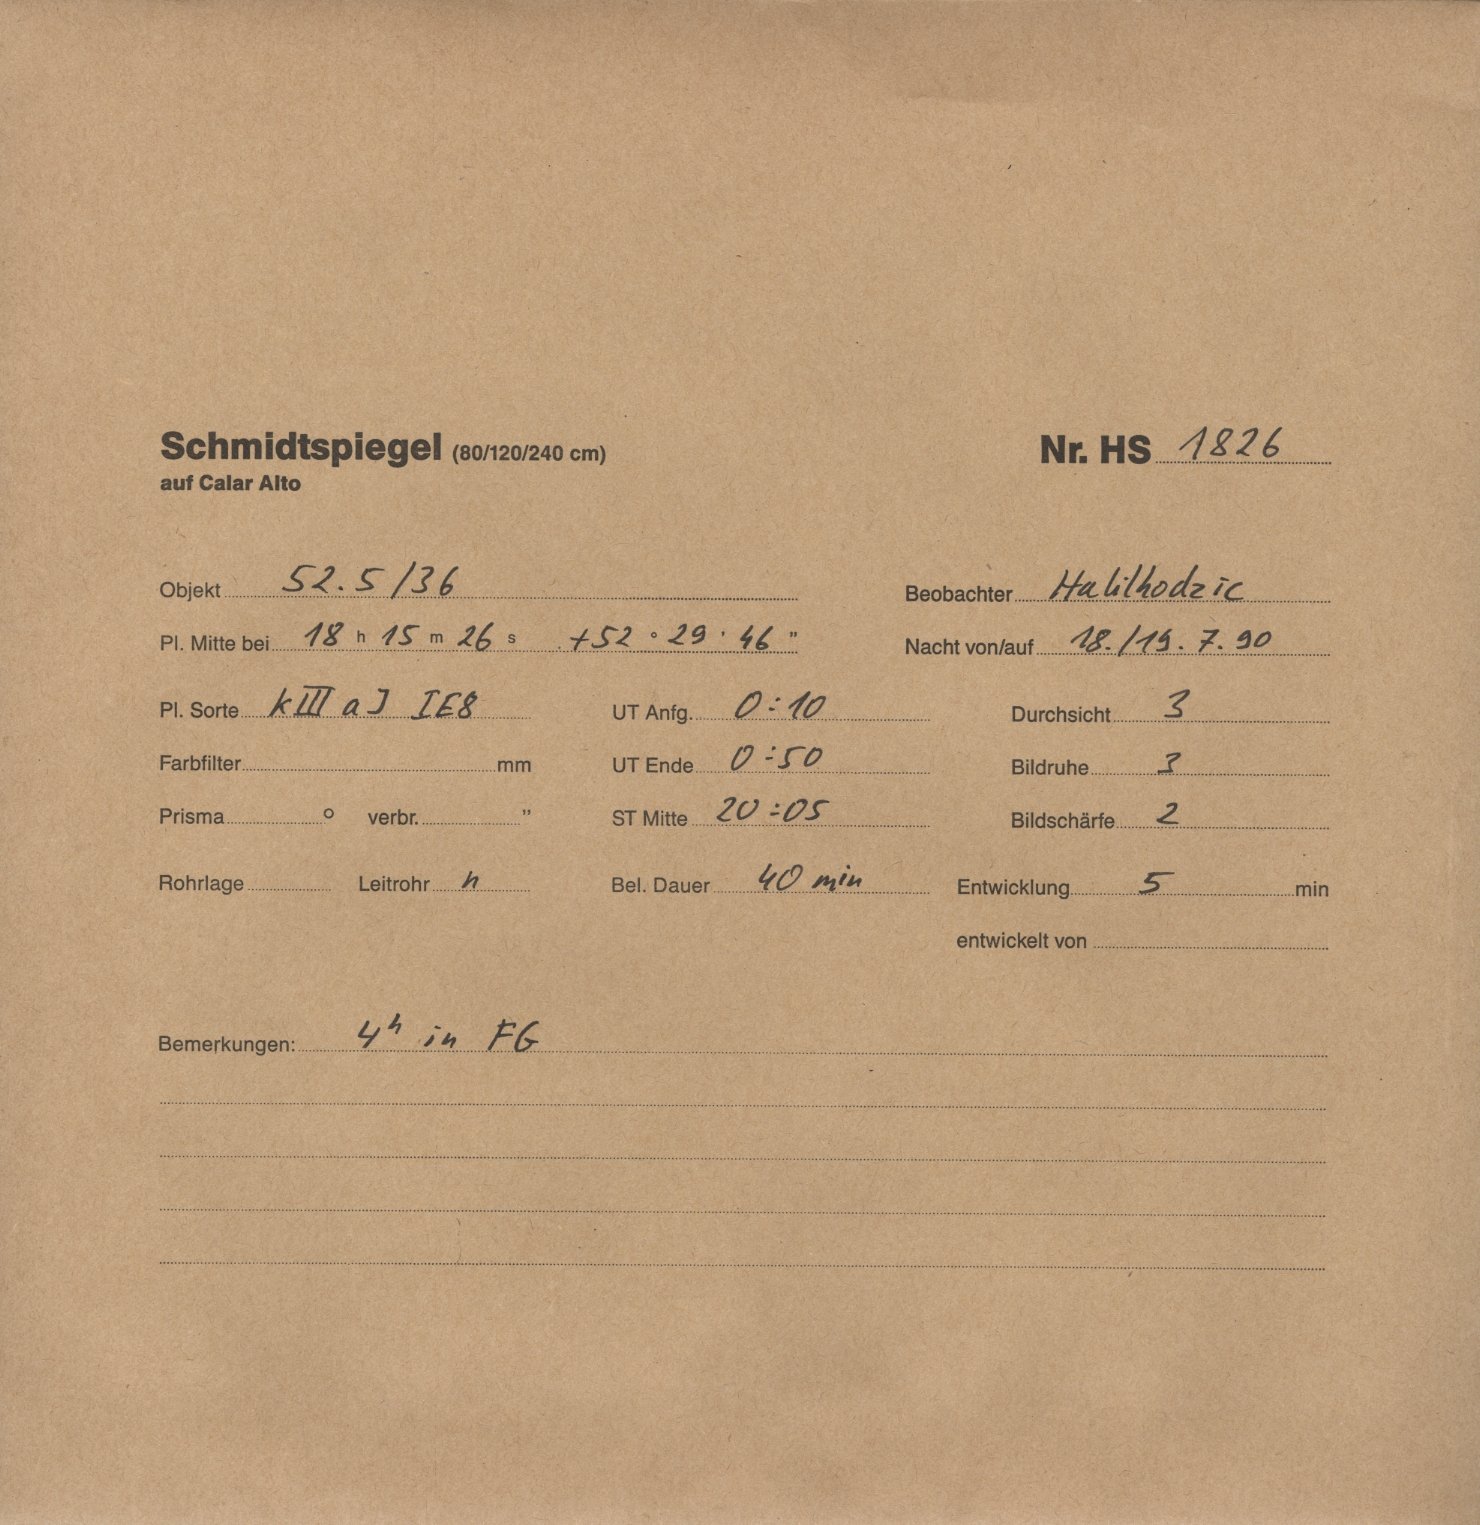 Schmidtspiegel (80/120/240 cm) Nr. HS 1826
auf Calar Alto
Objekt 52.5/36 Beobachter Halilhodzic
Pl. Mitte bei 18 h 15 m 26 s +52 ° 29 ' 46 " Nacht von/auf 18./19. 7. 90
Pl. Sorte k III a J IE8 UT Anfg. 0:10 Durchsicht 3
Farbfilter mm UT Ende 0:50 Bildruhe 3
Prisma ° verbr. " ST Mitte 20:05 Bildschärfe 2
Rohrlage Leitrohr n Bel. Dauer 40 min Entwicklung 5 min
entwickelt von
Bemerkungen: 4h in FG